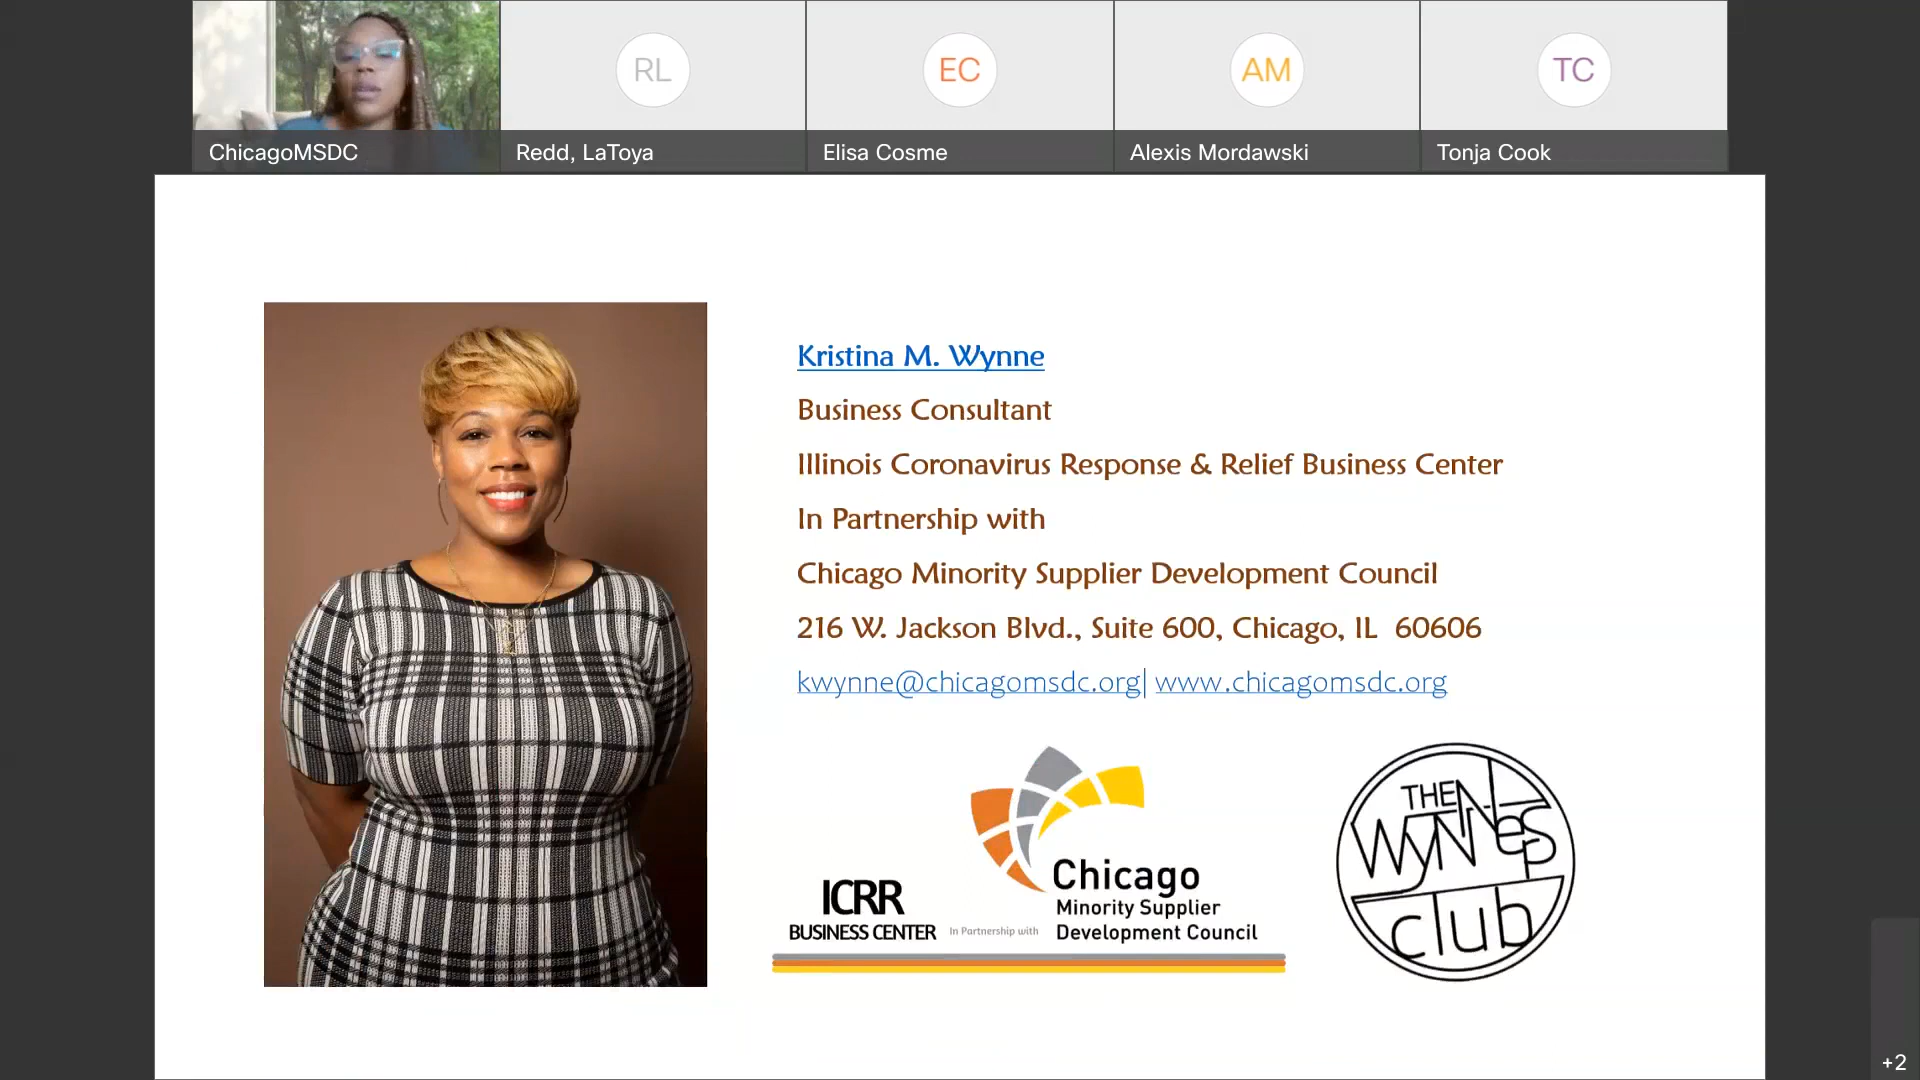 RL
EC
AM
TC
ChicagoMSDC
Redd, LaToya
Elisa Cosme
Alexis Mordawski
Tonja Cook
Kristina M. Wynne
Business Consultant
Illinois Coronavirus Response & Relief Business Center
In Partnership with
Chicago Minority Supplier Development Council
216 W. Jackson Blvd., Suite 600, Chicago, IL  60606
kwynne@chicagomsdc.org| www.chicagomsdc.org
ICRR
BUSINESS CENTER
In Partnership with
Chicago
Minority Supplier
Development Council
THE
WYNNES
club
+2